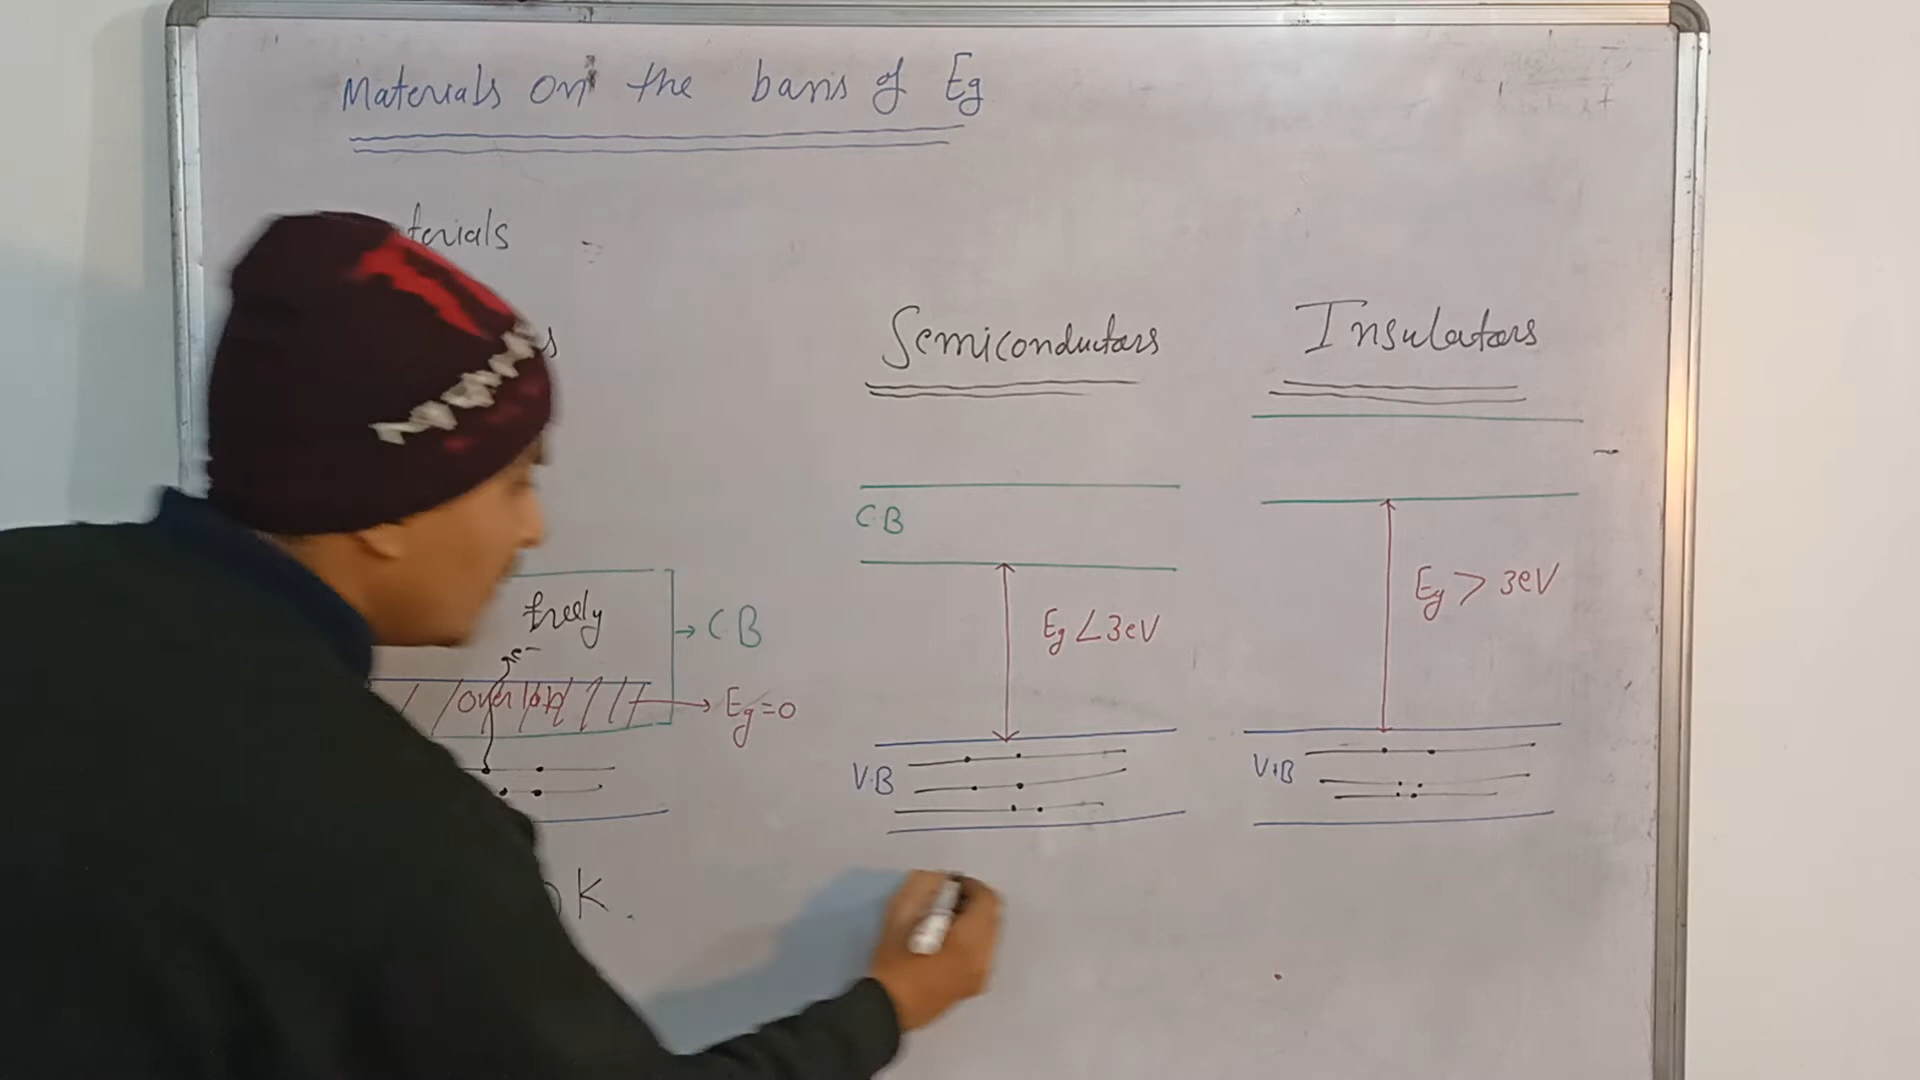 Materials on the basis of Eg
terials
s
Semiconductors
Insulators
CB
freely
e-
→ CB
Eg < 3eV
Eg > 3eV
overlap
→ Eg=0
V.B
V.B
K.